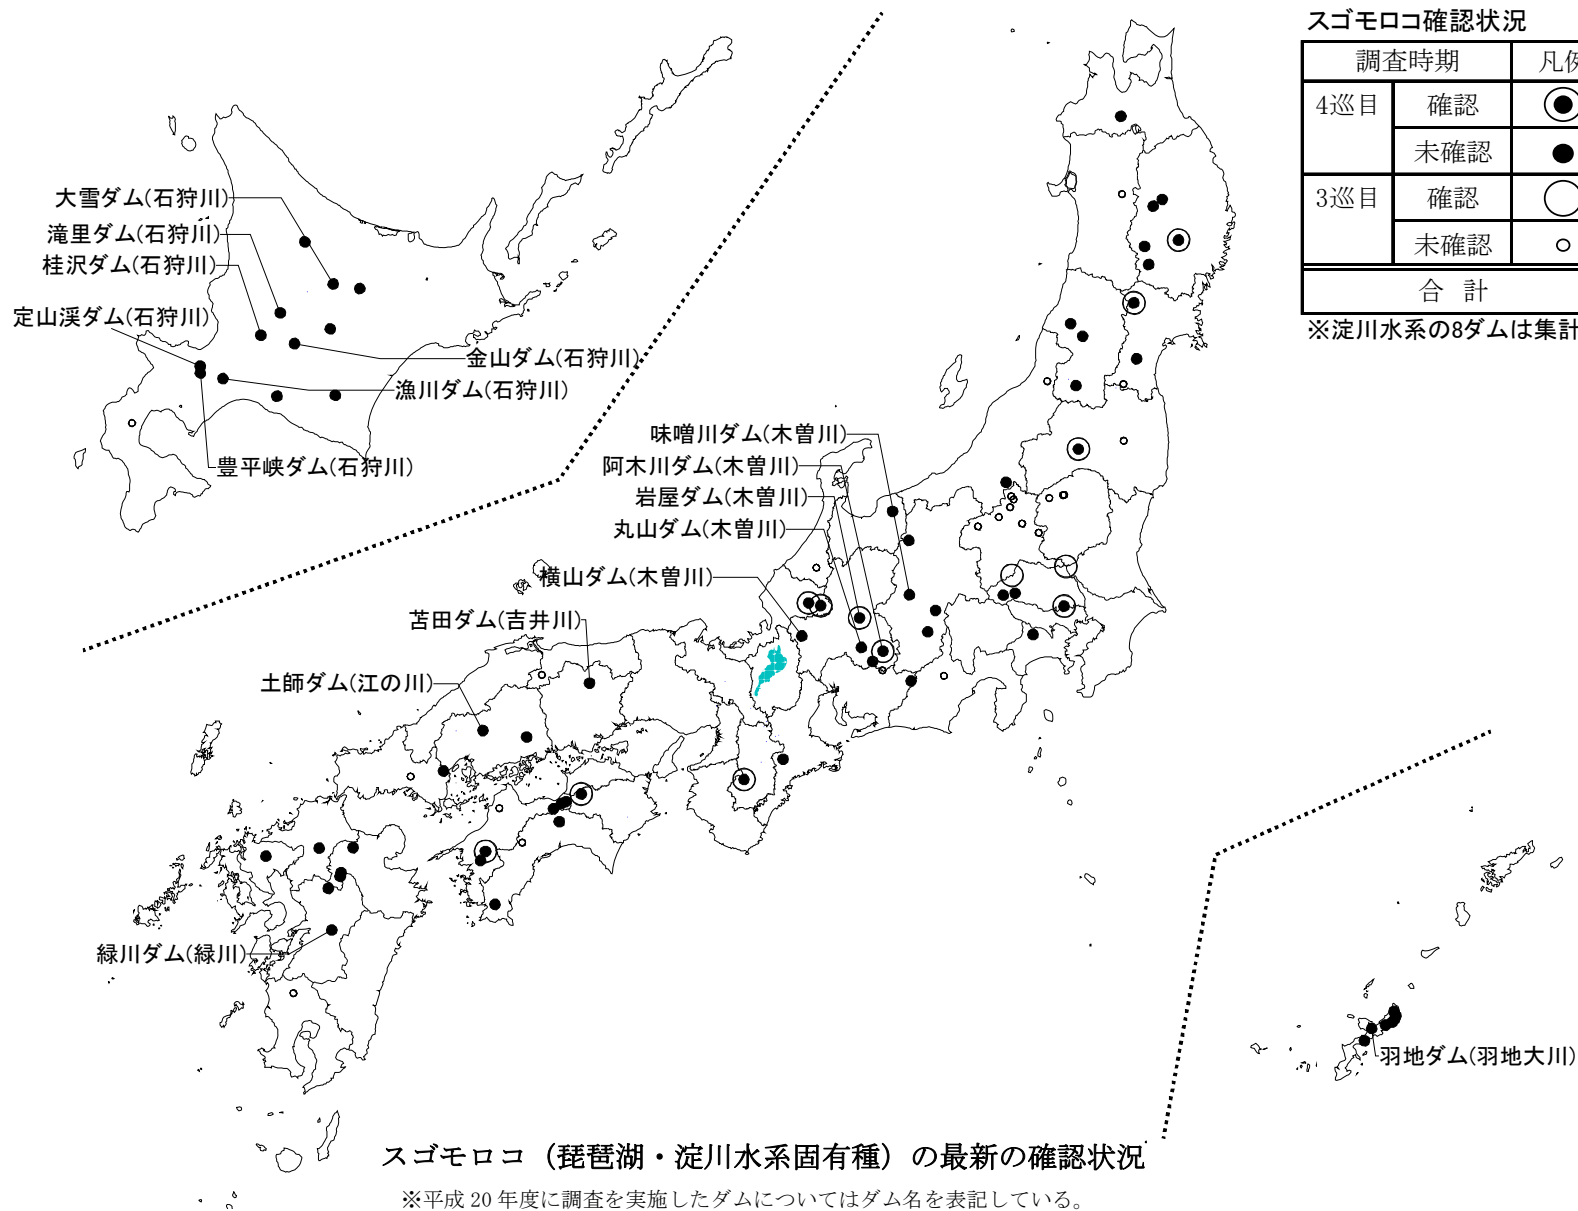 スゴモロコ確認状況
調査時期 凡例
4巡目 確認
未確認
3巡目 確認
未確認
合 計
※淀川水系の8ダムは集計
大雪ダム(石狩川)
滝里ダム(石狩川)
桂沢ダム(石狩川)
定山渓ダム(石狩川)
金山ダム(石狩川)
漁川ダム(石狩川)
豊平峡ダム(石狩川)
味噌川ダム(木曽川)
阿木川ダム(木曽川)
岩屋ダム(木曽川)
丸山ダム(木曽川)
横山ダム(木曽川)
苫田ダム(吉井川)
土師ダム(江の川)
緑川ダム(緑川)
羽地ダム(羽地大川)
スゴモロコ（琵琶湖・淀川水系固有種）の最新の確認状況
※平成 20 年度に調査を実施したダムについてはダム名を表記している。